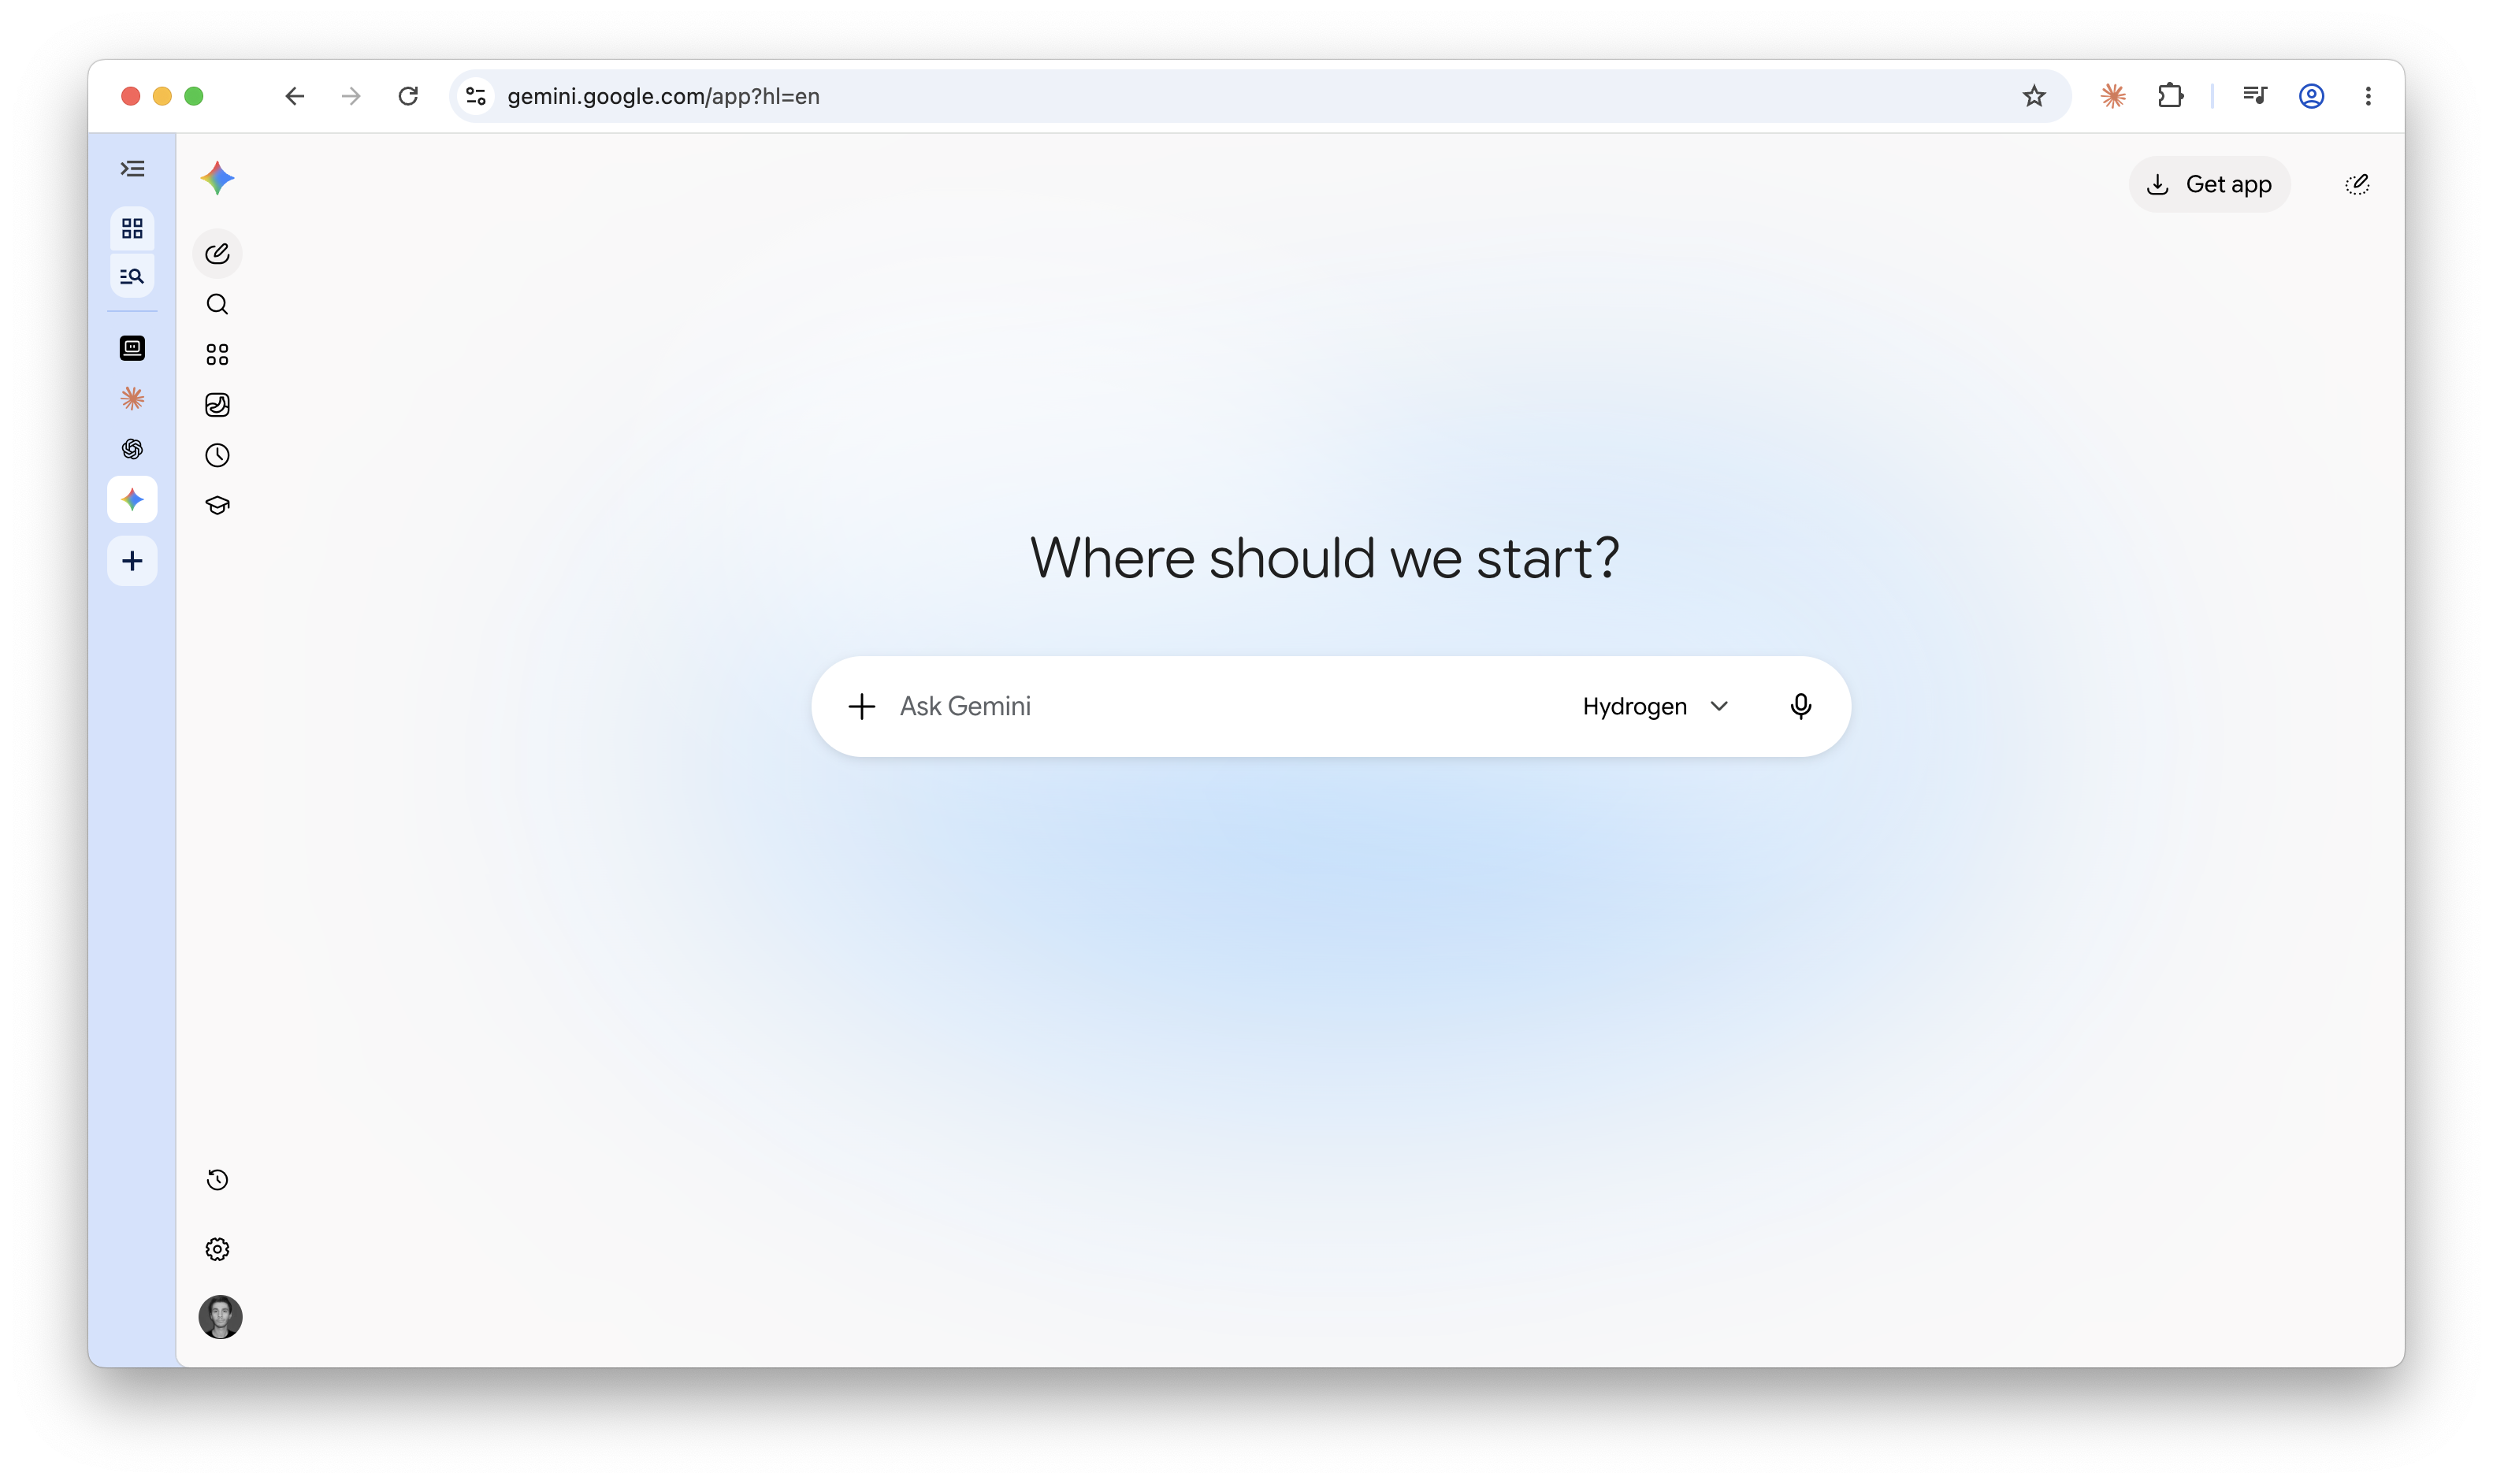 gemini.google.com/app?hl=en
Get app
Where should we start?
Ask Gemini
Hydrogen